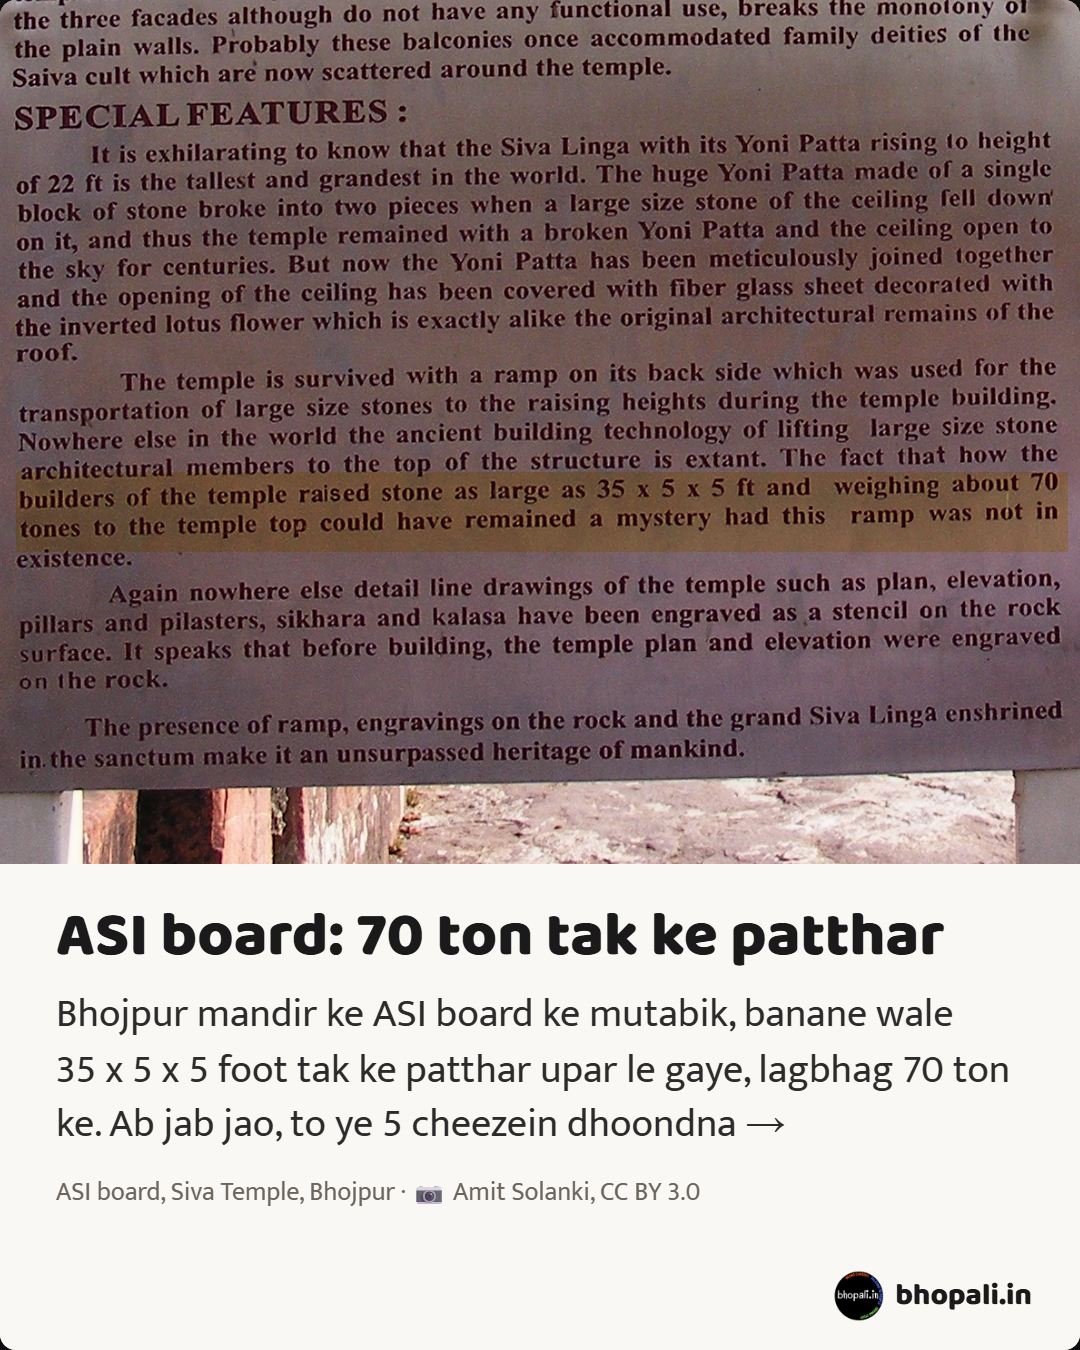 the three facades although do not have any functional use, breaks the monotony of
the plain walls. Probably these balconies once accommodated family deities of the
Saiva cult which are now scattered around the temple.
SPECIAL FEATURES :
It is exhilarating to know that the Siva Linga with its Yoni Patta rising to height
of 22 ft is the tallest and grandest in the world. The huge Yoni Patta made of a single
block of stone broke into two pieces when a large size stone of the ceiling fell down
on it, and thus the temple remained with a broken Yoni Patta and the ceiling open to
the sky for centuries. But now the Yoni Patta has been meticulously joined together
and the opening of the ceiling has been covered with fiber glass sheet decorated with
the inverted lotus flower which is exactly alike the original architectural remains of the
roof.
The temple is survived with a ramp on its back side which was used for the
transportation of large size stones to the raising heights during the temple building.
Nowhere else in the world the ancient building technology of lifting large size stone
architectural members to the top of the structure is extant. The fact that how the
builders of the temple raised stone as large as 35 x 5 x 5 ft and weighing about 70
tones to the temple top could have remained a mystery had this ramp was not in
existence.
Again nowhere else detail line drawings of the temple such as plan, elevation,
pillars and pilasters, sikhara and kalasa have been engraved as a stencil on the rock
surface. It speaks that before building, the temple plan and elevation were engraved
on the rock.
The presence of ramp, engravings on the rock and the grand Siva Linga enshrined
in the sanctum make it an unsurpassed heritage of mankind.
ASI board: 70 ton tak ke patthar
Bhojpur mandir ke ASI board ke mutabik, banane wale
35 x 5 x 5 foot tak ke patthar upar le gaye, lagbhag 70 ton
ke. Ab jab jao, to ye 5 cheezein dhoondna →
ASI board, Siva Temple, Bhojpur · 📷 Amit Solanki, CC BY 3.0
bhopali.in
bhopali.in